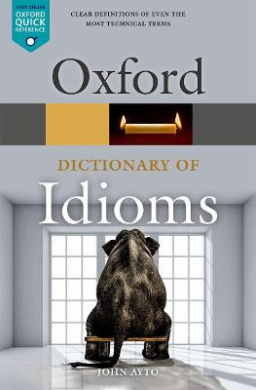 OXFORD
QUICK
REFERENCE
CLEAR DEFINITIONS OF EVEN THE
MOST TECHNICAL TERMS
Oxford
DICTIONARY OF
Idioms
JOHN AYTO